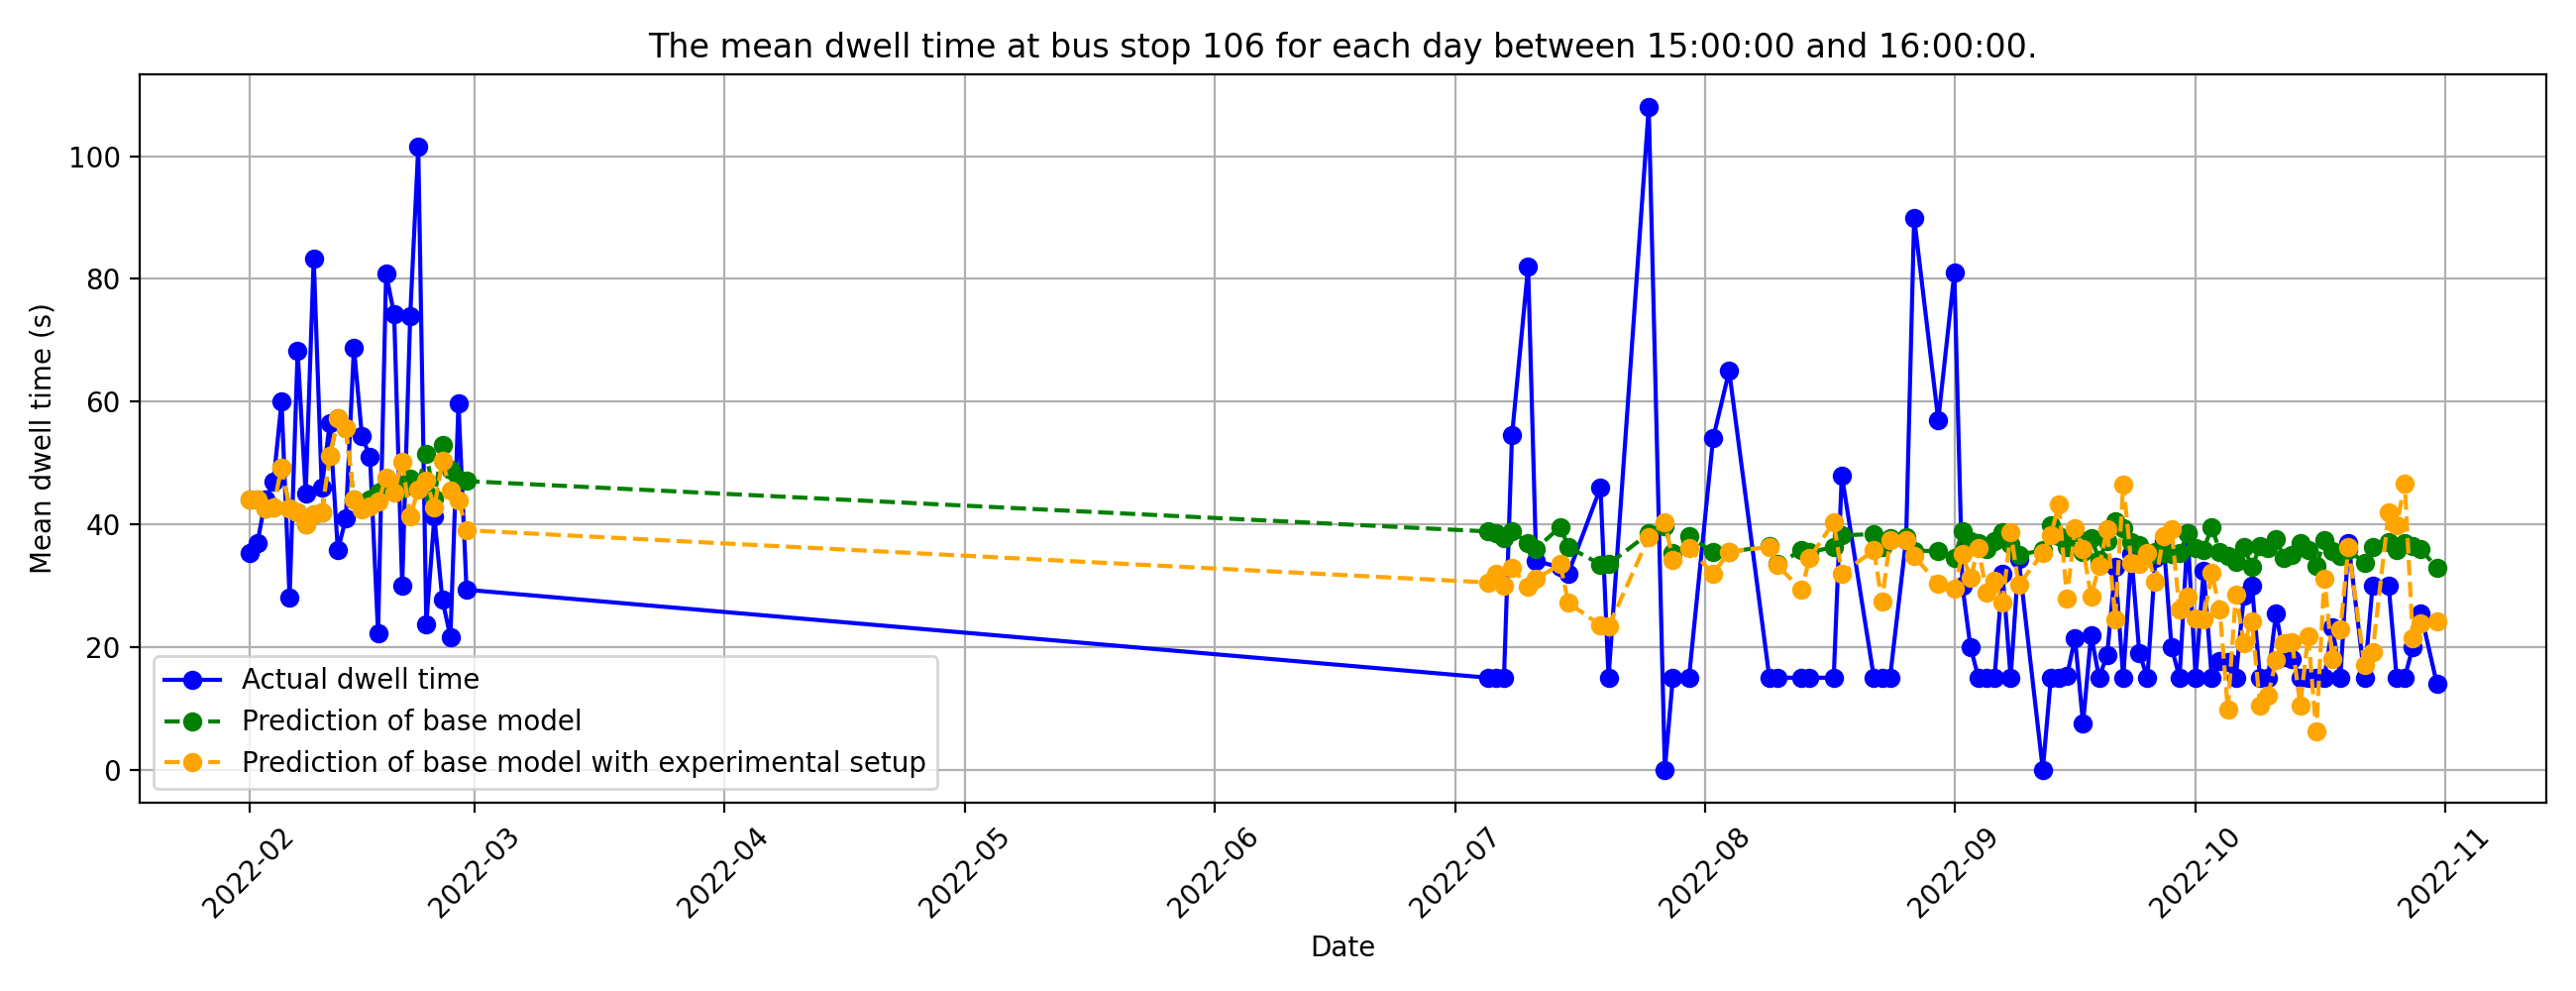 The mean dwell time at bus stop 106 for each day between 15:00:00 and 16:00:00.
Mean dwell time (s)
100
80
60
40
20
0
Actual dwell time
Prediction of base model
Prediction of base model with experimental setup
2022-02
2022-03
2022-04
2022-05
2022-06
2022-07
2022-08
2022-09
2022-10
2022-11
Date